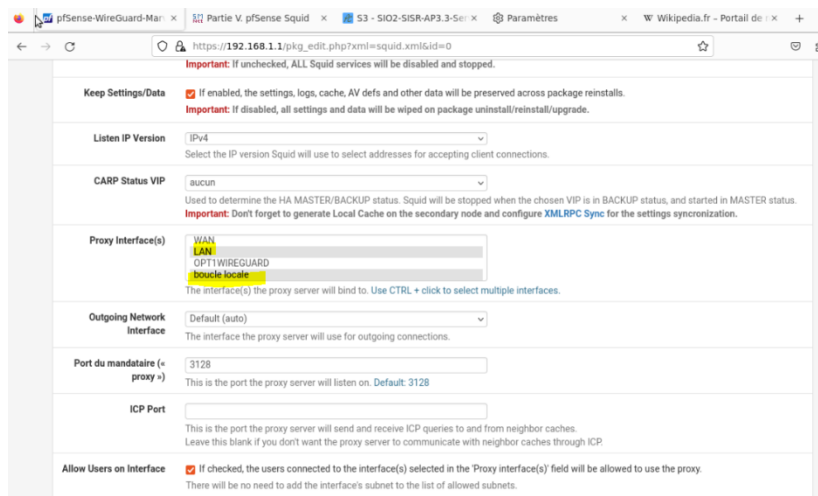 pfSense-WireGuard-Mar
Partie V. pfSense Squid
S3 - SIO2-SISR-AP3.3-Ser
Paramètres
Wikipedia.fr - Portail de
https://192.168.1.1/pkg_edit.php?xml=squid.xml&id=0
Important: If unchecked, ALL Squid services will be disabled and stopped.
Keep Settings/Data
If enabled, the settings, logs, cache, AV defs and other data will be preserved across package reinstalls.
Important: If disabled, all settings and data will be wiped on package uninstall/reinstall/upgrade.
Listen IP Version
IPv4
Select the IP version Squid will use to select addresses for accepting client connections.
CARP Status VIP
aucun
Used to determine the HA MASTER/BACKUP status. Squid will be stopped when the chosen VIP is in BACKUP status, and started in MASTER status.
Important: Don't forget to generate Local Cache on the secondary node and configure XMLRPC Sync for the settings syncronization.
Proxy Interface(s)
WAN
LAN
OPT1WIREGUARD
boucle locale
The interface(s) the proxy server will bind to. Use CTRL + click to select multiple interfaces.
Outgoing Network
Interface
Default (auto)
The interface the proxy server will use for outgoing connections.
Port du mandataire («
proxy »)
3128
This is the port the proxy server will listen on. Default: 3128
ICP Port
This is the port the proxy server will send and receive ICP queries to and from neighbor caches.
Leave this blank if you don't want the proxy server to communicate with neighbor caches through ICP.
Allow Users on Interface
If checked, the users connected to the interface(s) selected in the 'Proxy interface(s)' field will be allowed to use the proxy.
There will be no need to add the interface's subnet to the list of allowed subnets.